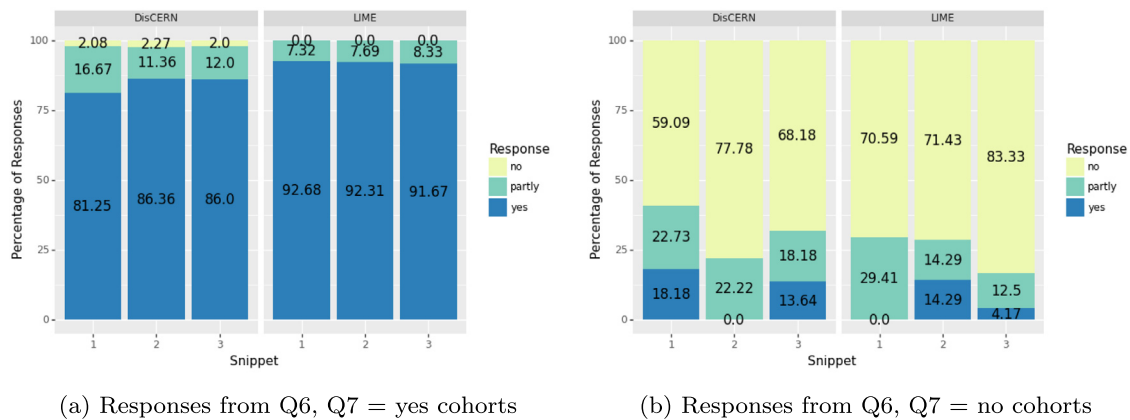 DisCERN LIME
2.08 2.27 2.0 0.0 0.0 0.0
16.67 11.36 12.0 7.32 7.69 8.33
81.25 86.36 86.0 92.68 92.31 91.67
100
75
50
25
0
Percentage of Responses
1 2 3 1 2 3
Snippet
Response
no
partly
yes
(a) Responses from Q6, Q7 = yes cohorts
DisCERN LIME
59.09 77.78 68.18 70.59 71.43 83.33
22.73 22.22 18.18 29.41 14.29 12.5
18.18 0.0 13.64 0.0 14.29 4.17
100
75
50
25
0
Percentage of Responses
1 2 3 1 2 3
Snippet
Response
no
partly
yes
(b) Responses from Q6, Q7 = no cohorts